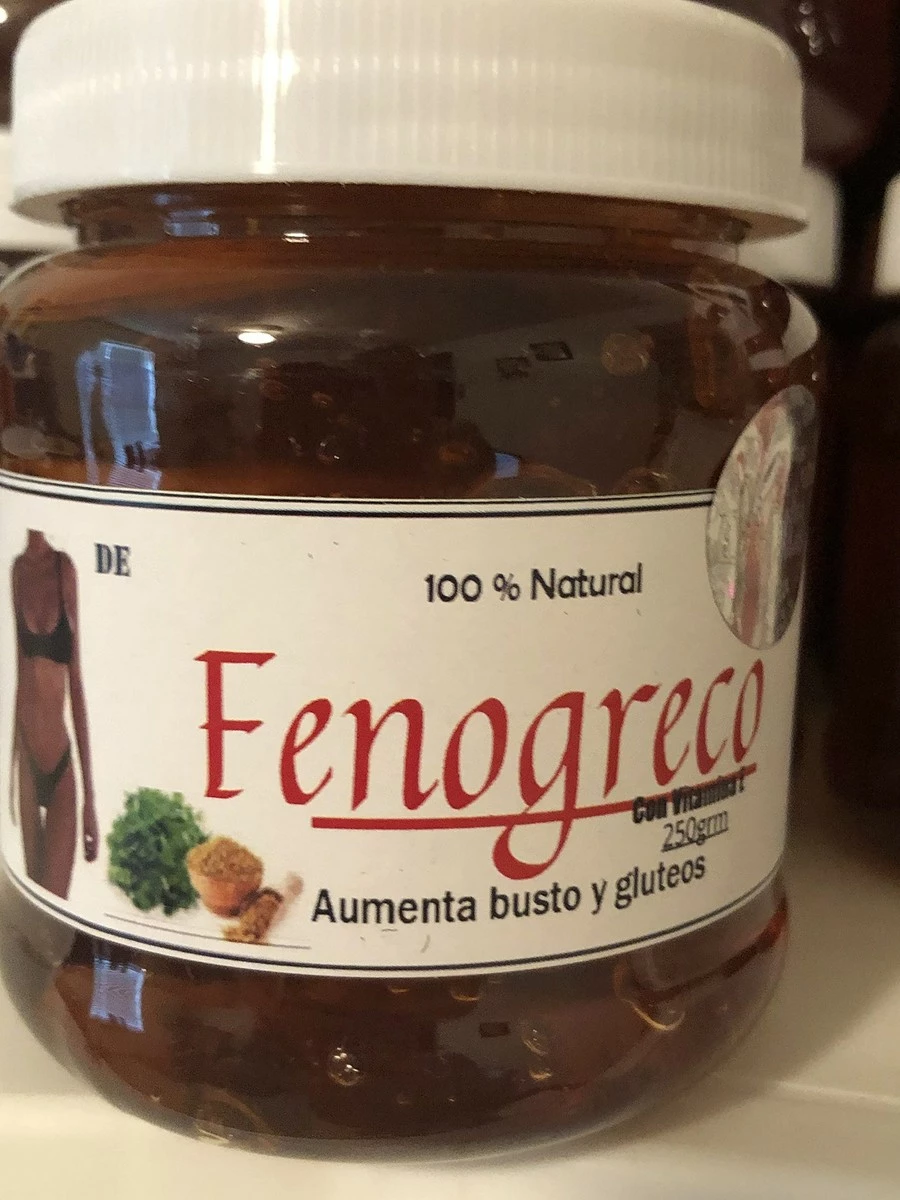 DE
100 % Natural
Fenogreco
Con Vitamina E
250grm
Aumenta busto y gluteos